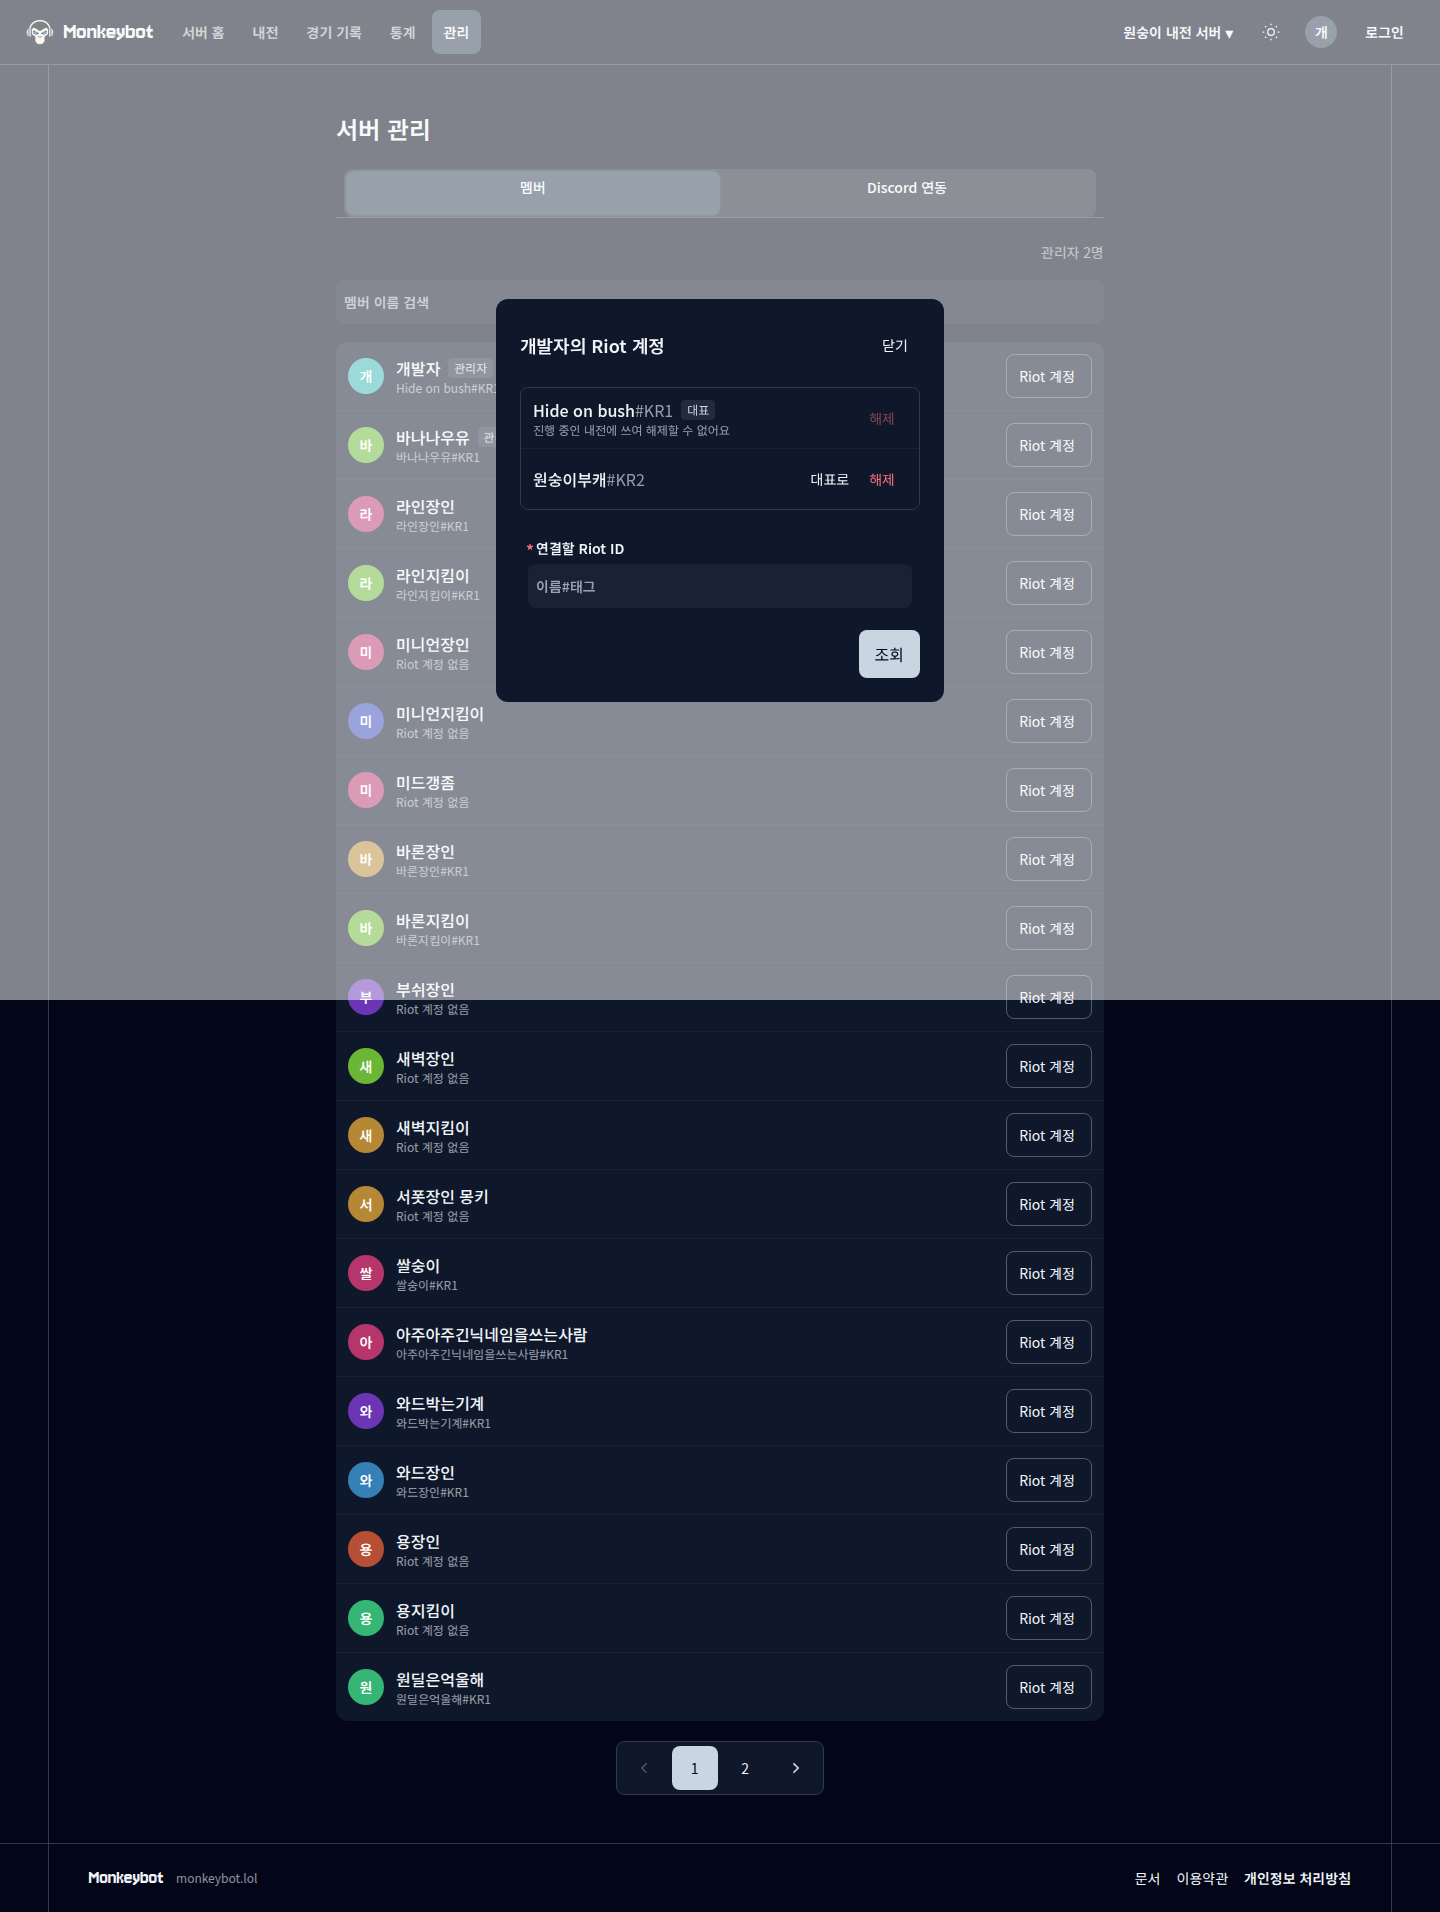 Monkeybot 서버 홈 내전 경기 기록 통계 관리 원숭이 내전 서버 ▾ 개 로그인
서버 관리
멤버 Discord 연동
관리자 2명
멤버 이름 검색
개발자의 Riot 계정 닫기
Hide on bush#KR1 대표 해제
진행 중인 내전에 쓰여 해제할 수 없어요
원숭이부캐#KR2 대표로 해제
* 연결할 Riot ID
이름#태그
조회
개 개발자 관리자 Riot 계정
Hide on bush#KR1
바 바나나우유 관 Riot 계정
바나나우유#KR1
라 라인장인 Riot 계정
라인장인#KR1
라 라인지킴이 Riot 계정
라인지킴이#KR1
미 미니언장인 Riot 계정
Riot 계정 없음
미 미니언지킴이 Riot 계정
Riot 계정 없음
미 미드갱좀 Riot 계정
Riot 계정 없음
바 바론장인 Riot 계정
바론장인#KR1
바 바론지킴이 Riot 계정
바론지킴이#KR1
부 부쉬장인 Riot 계정
Riot 계정 없음
새 새벽장인 Riot 계정
Riot 계정 없음
새 새벽지킴이 Riot 계정
Riot 계정 없음
서 서폿장인 몽키 Riot 계정
Riot 계정 없음
쌀 쌀숭이 Riot 계정
쌀숭이#KR1
아 아주아주긴닉네임을쓰는사람 Riot 계정
아주아주긴닉네임을쓰는사람#KR1
와 와드박는기계 Riot 계정
와드박는기계#KR1
와 와드장인 Riot 계정
와드장인#KR1
용 용장인 Riot 계정
Riot 계정 없음
용 용지킴이 Riot 계정
Riot 계정 없음
원 원딜은억울해 Riot 계정
원딜은억울해#KR1
1 2
Monkeybot monkeybot.lol 문서 이용약관 개인정보 처리방침